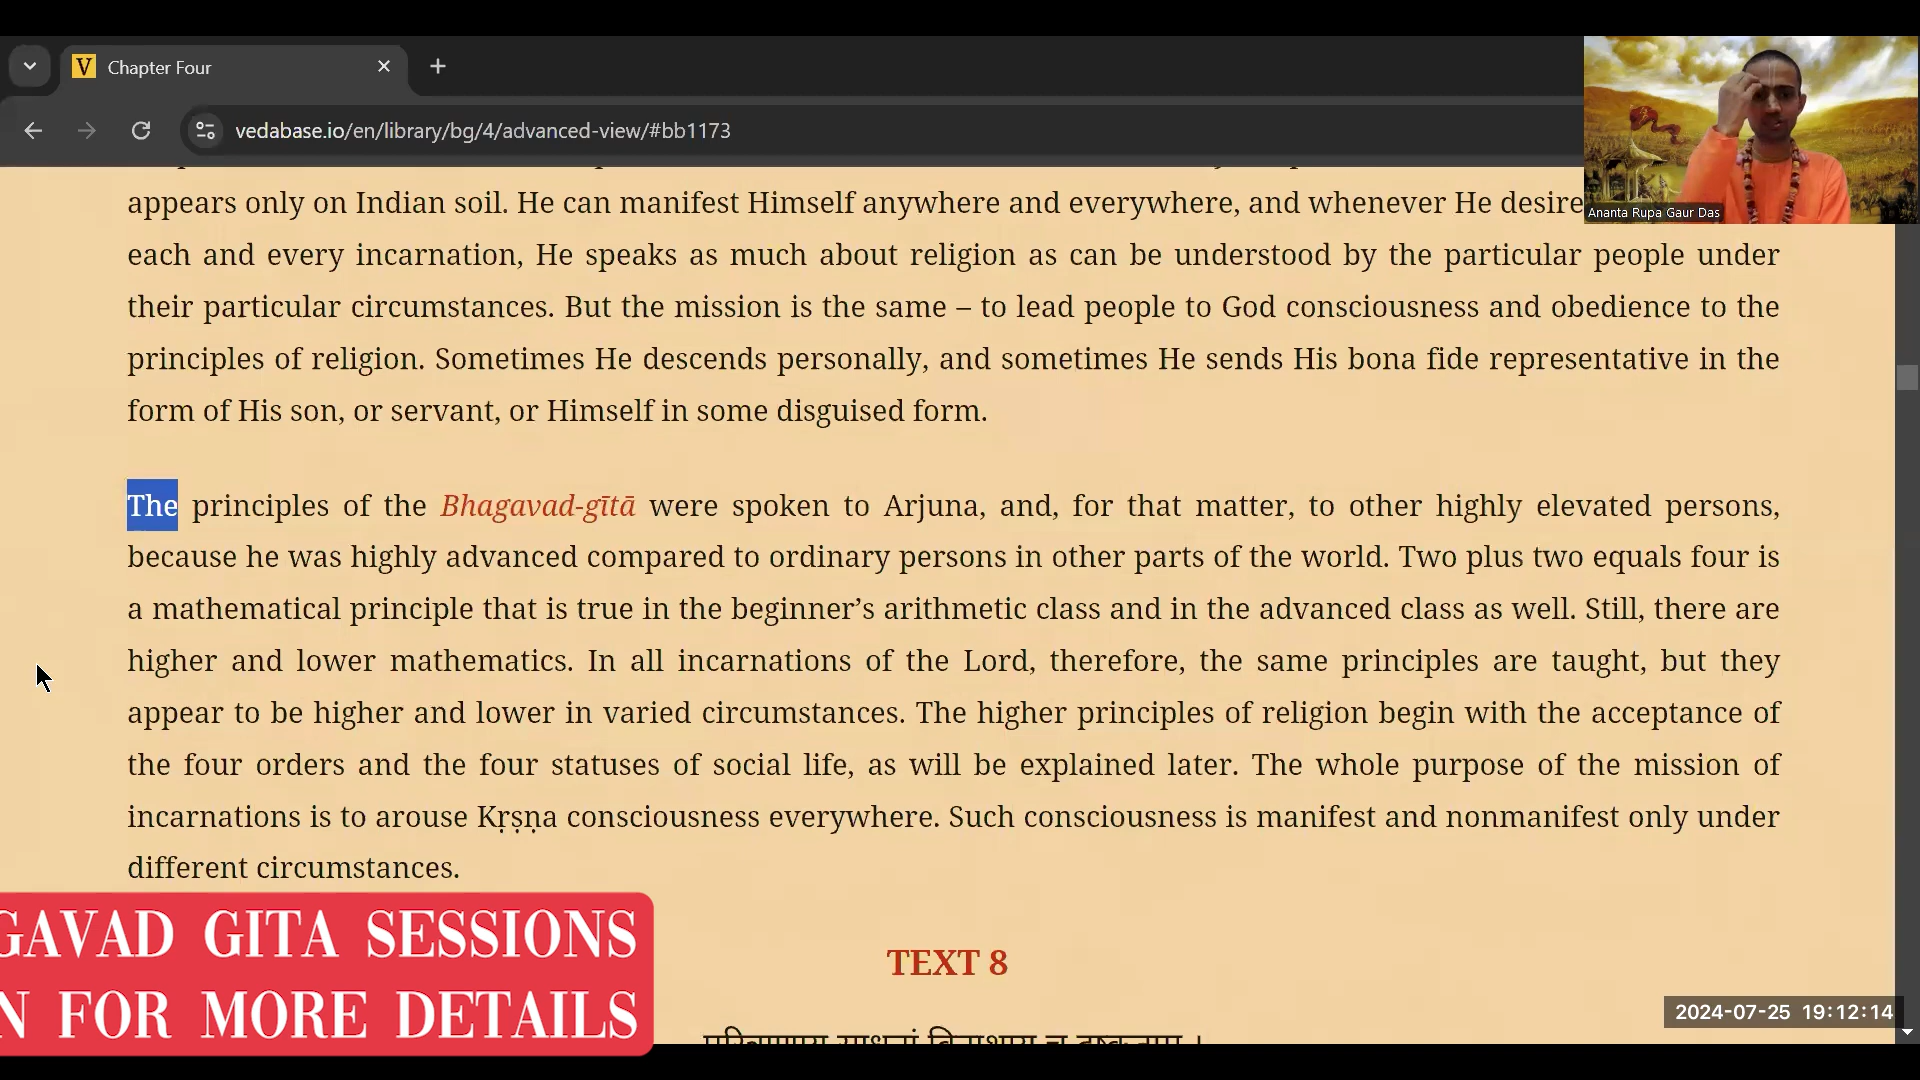 Chapter Four
vedabase.io/en/library/bg/4/advanced-view/#bb1173
Ananta Rupa Gaur Das
appears only on Indian soil. He can manifest Himself anywhere and everywhere, and whenever He desire
each and every incarnation, He speaks as much about religion as can be understood by the particular people under
their particular circumstances. But the mission is the same – to lead people to God consciousness and obedience to the
principles of religion. Sometimes He descends personally, and sometimes He sends His bona fide representative in the
form of His son, or servant, or Himself in some disguised form.
The principles of the Bhagavad-gītā were spoken to Arjuna, and, for that matter, to other highly elevated persons,
because he was highly advanced compared to ordinary persons in other parts of the world. Two plus two equals four is
a mathematical principle that is true in the beginner’s arithmetic class and in the advanced class as well. Still, there are
higher and lower mathematics. In all incarnations of the Lord, therefore, the same principles are taught, but they
appear to be higher and lower in varied circumstances. The higher principles of religion begin with the acceptance of
the four orders and the four statuses of social life, as will be explained later. The whole purpose of the mission of
incarnations is to arouse Kṛṣṇa consciousness everywhere. Such consciousness is manifest and nonmanifest only under
different circumstances.
GAVAD GITA SESSIONS
N FOR MORE DETAILS
TEXT 8
2024-07-25 19:12:14